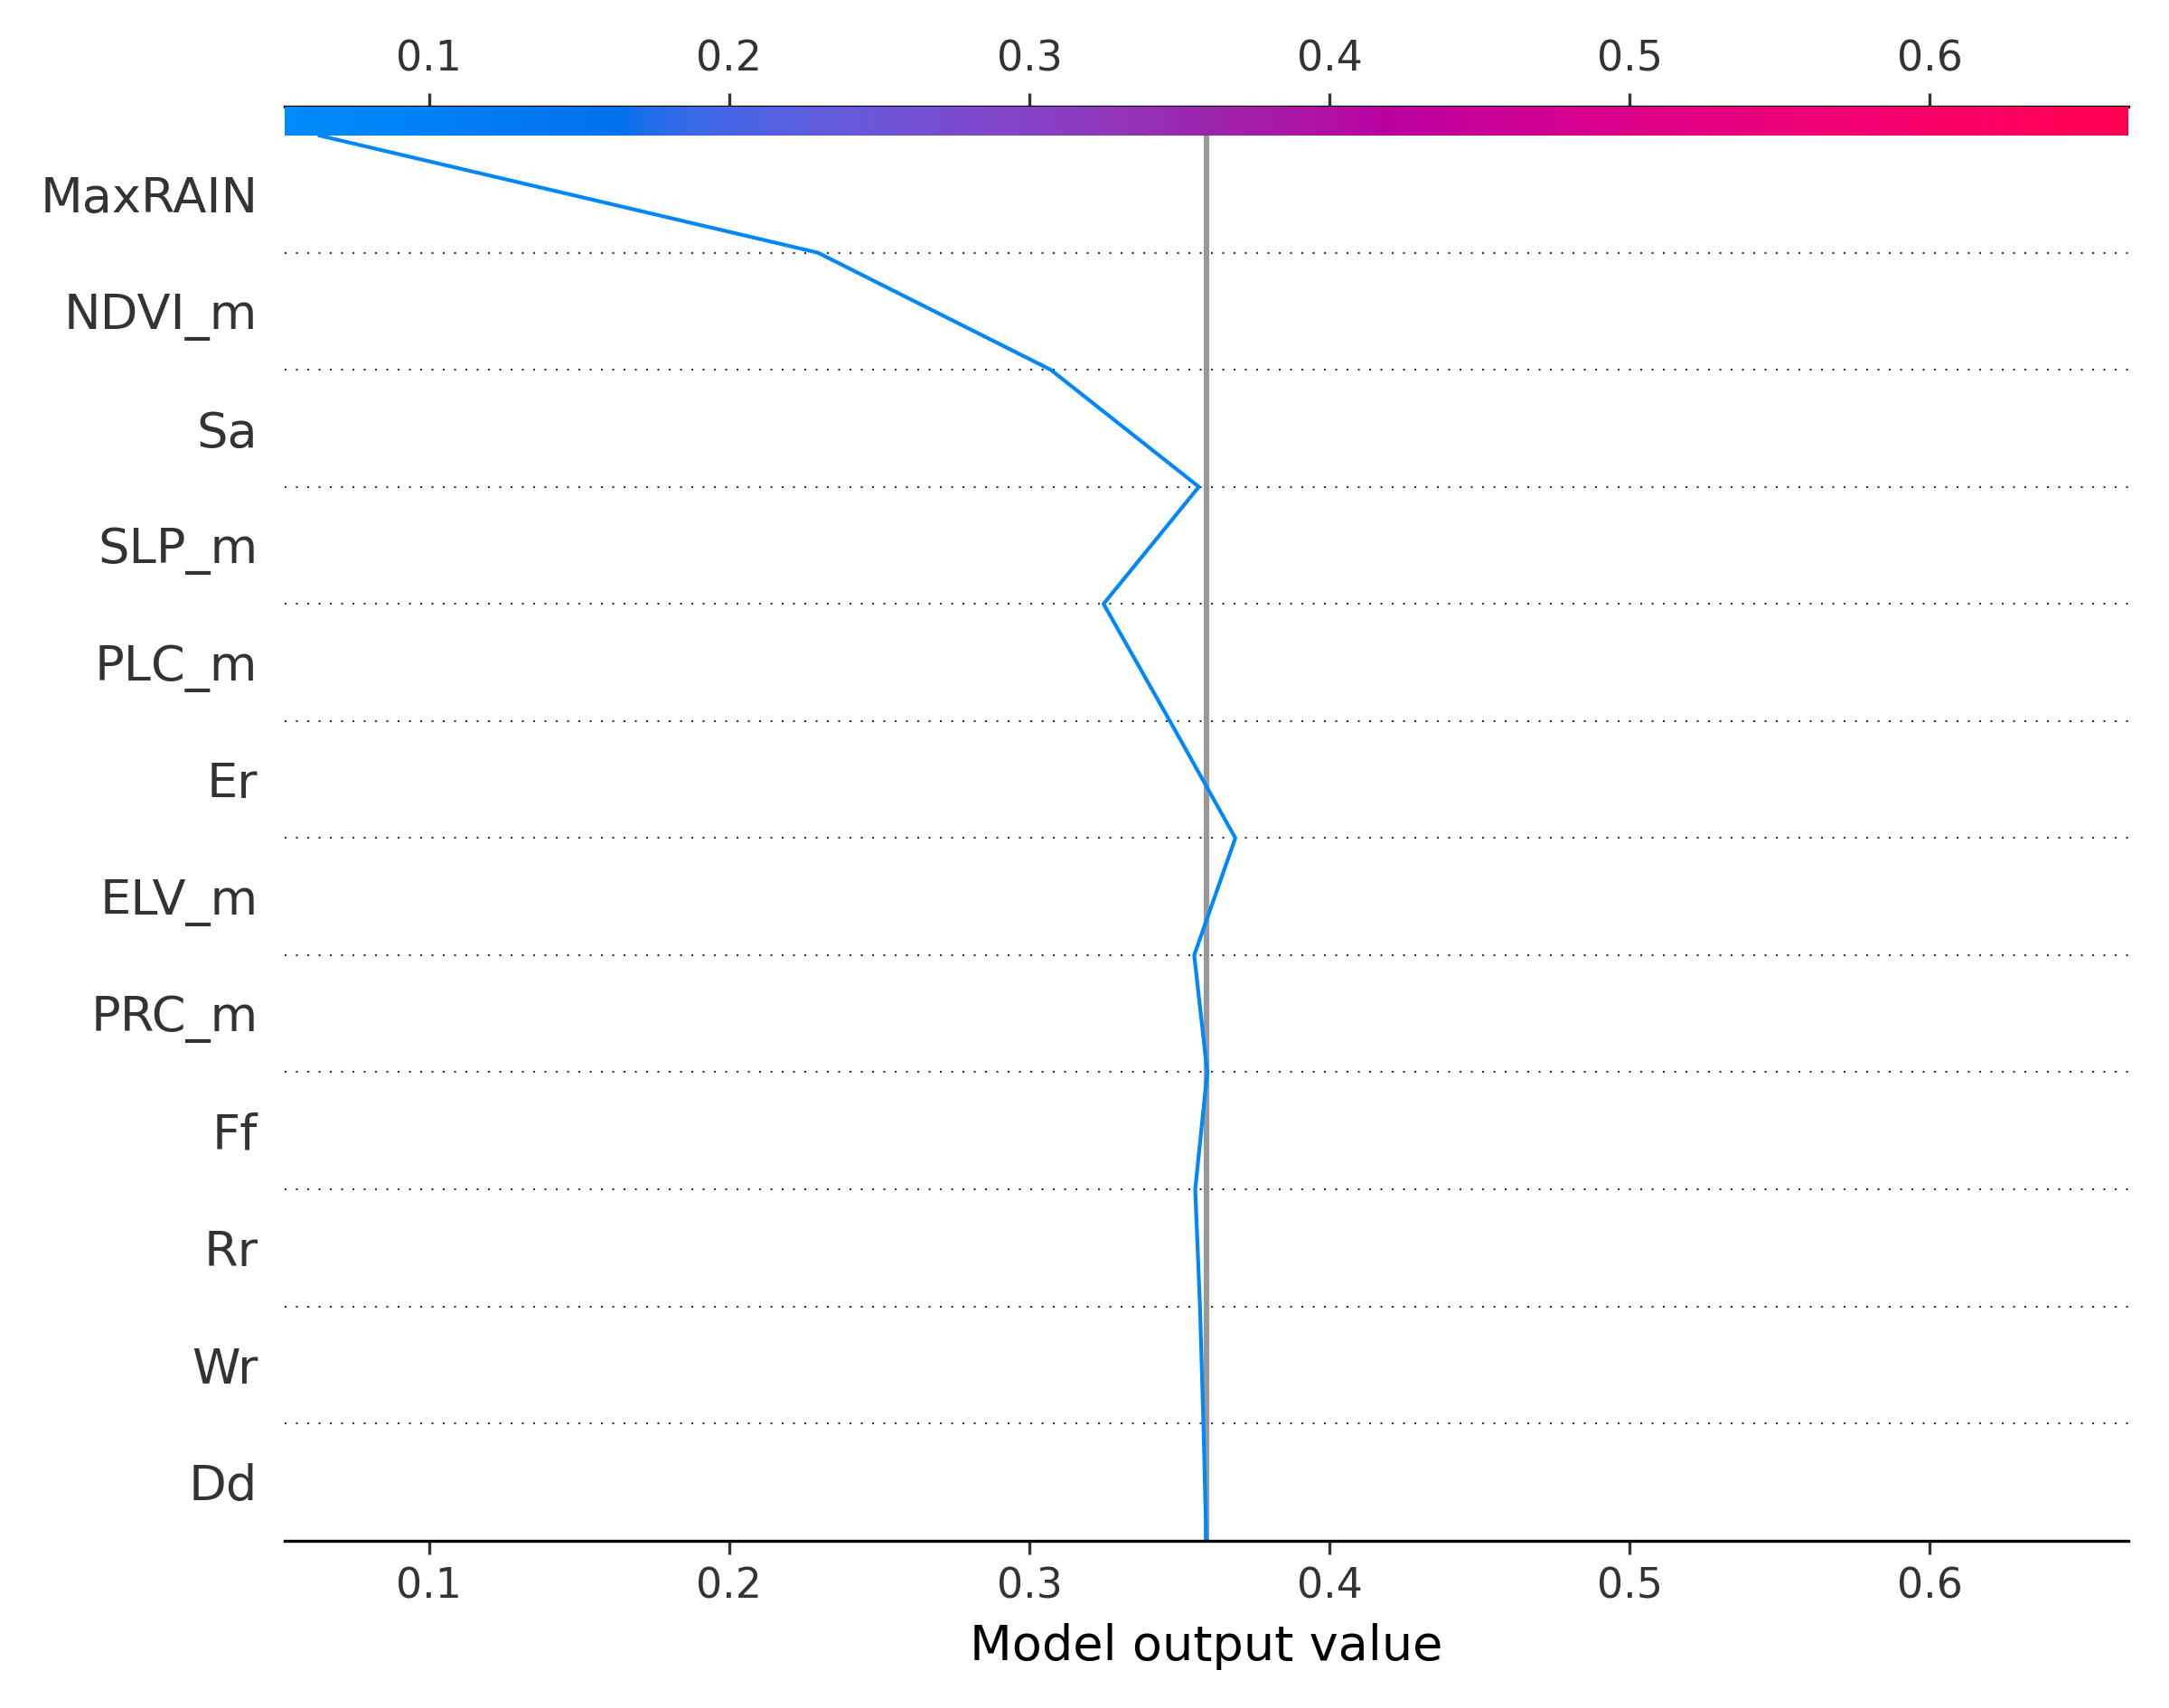 0.1 0.2 0.3 0.4 0.5 0.6
MaxRAIN
NDVI_m
Sa
SLP_m
PLC_m
Er
ELV_m
PRC_m
Ff
Rr
Wr
Dd
0.1 0.2 0.3 0.4 0.5 0.6
Model output value